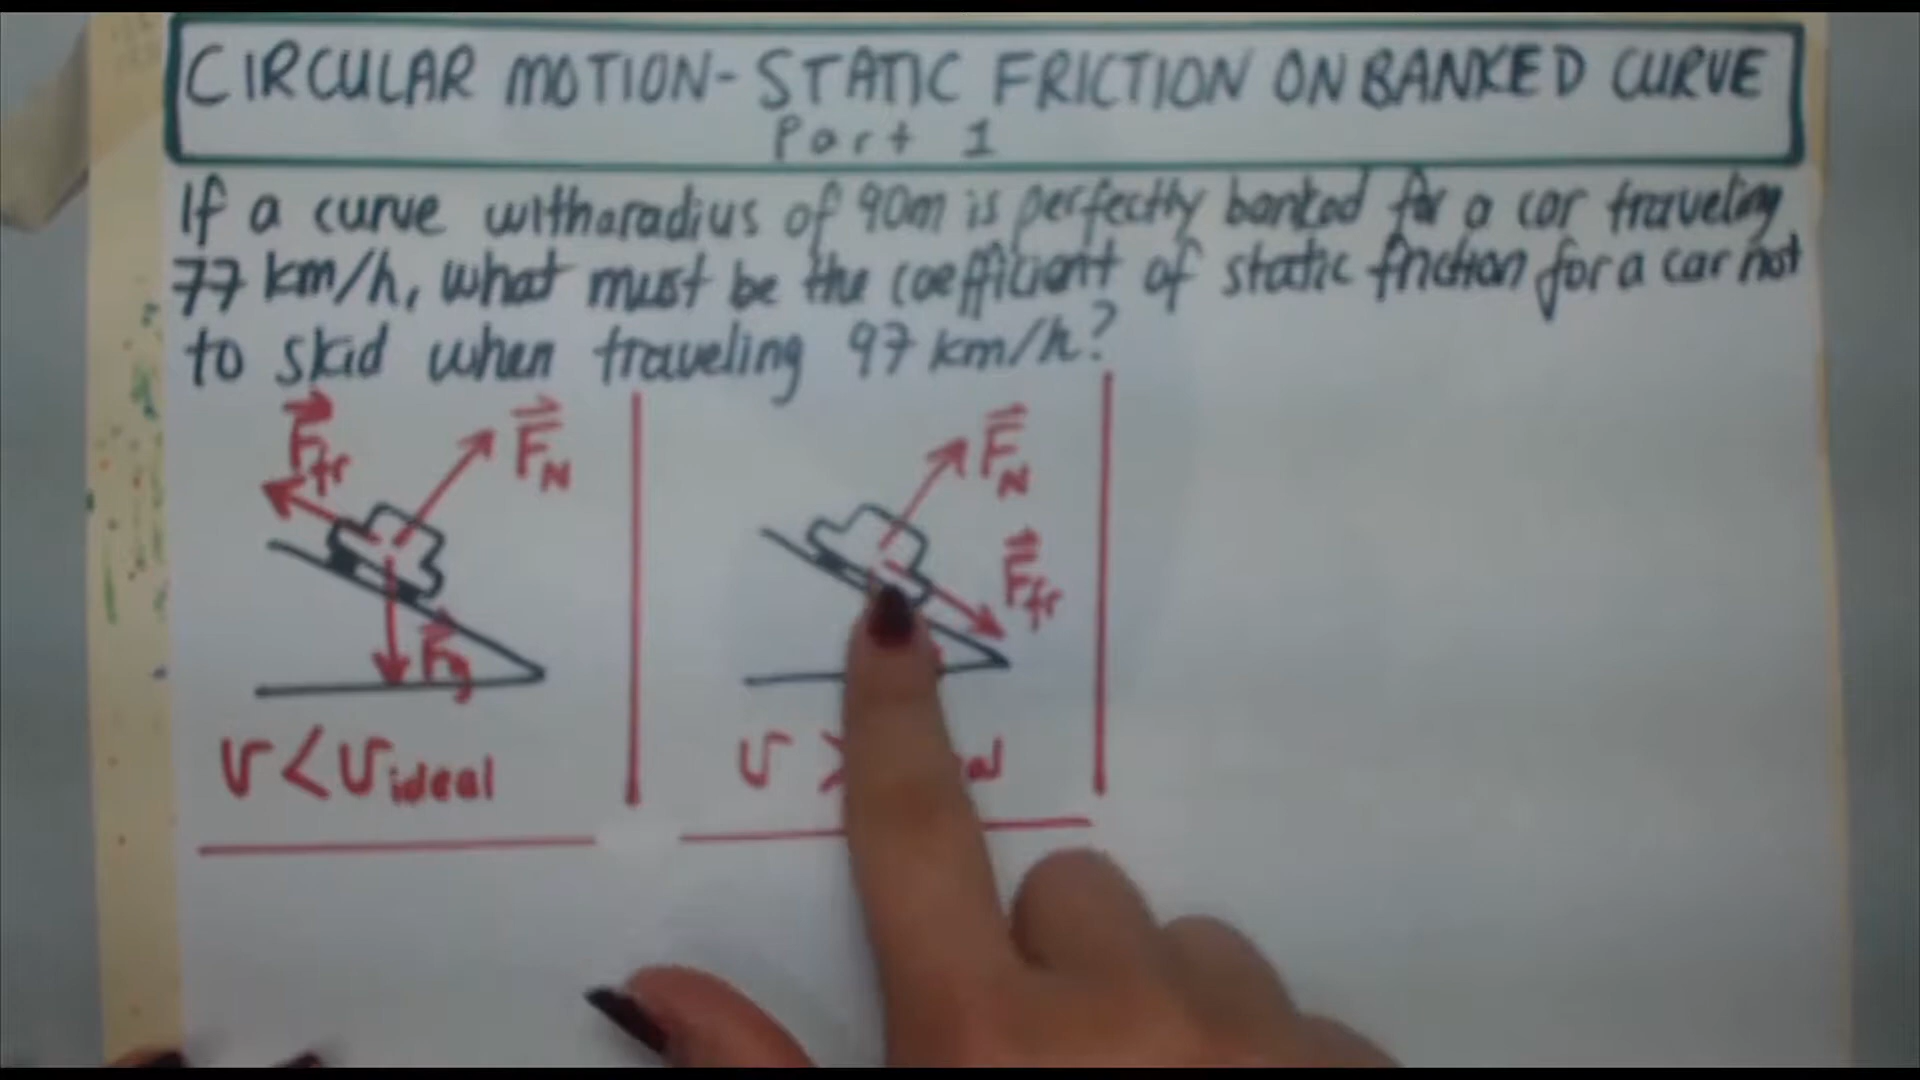 CIRCULAR MOTION-STATIC FRICTION ON BANKED CURVE
Part 1
If a curve with a radius of 90m is perfectly banked for a car traveling
77 km/h, what must be the coefficient of static friction for a car not
to skid when traveling 97 km/h?
Ffr
FN
FN
Ffr
Fg
v < v ideal
v >